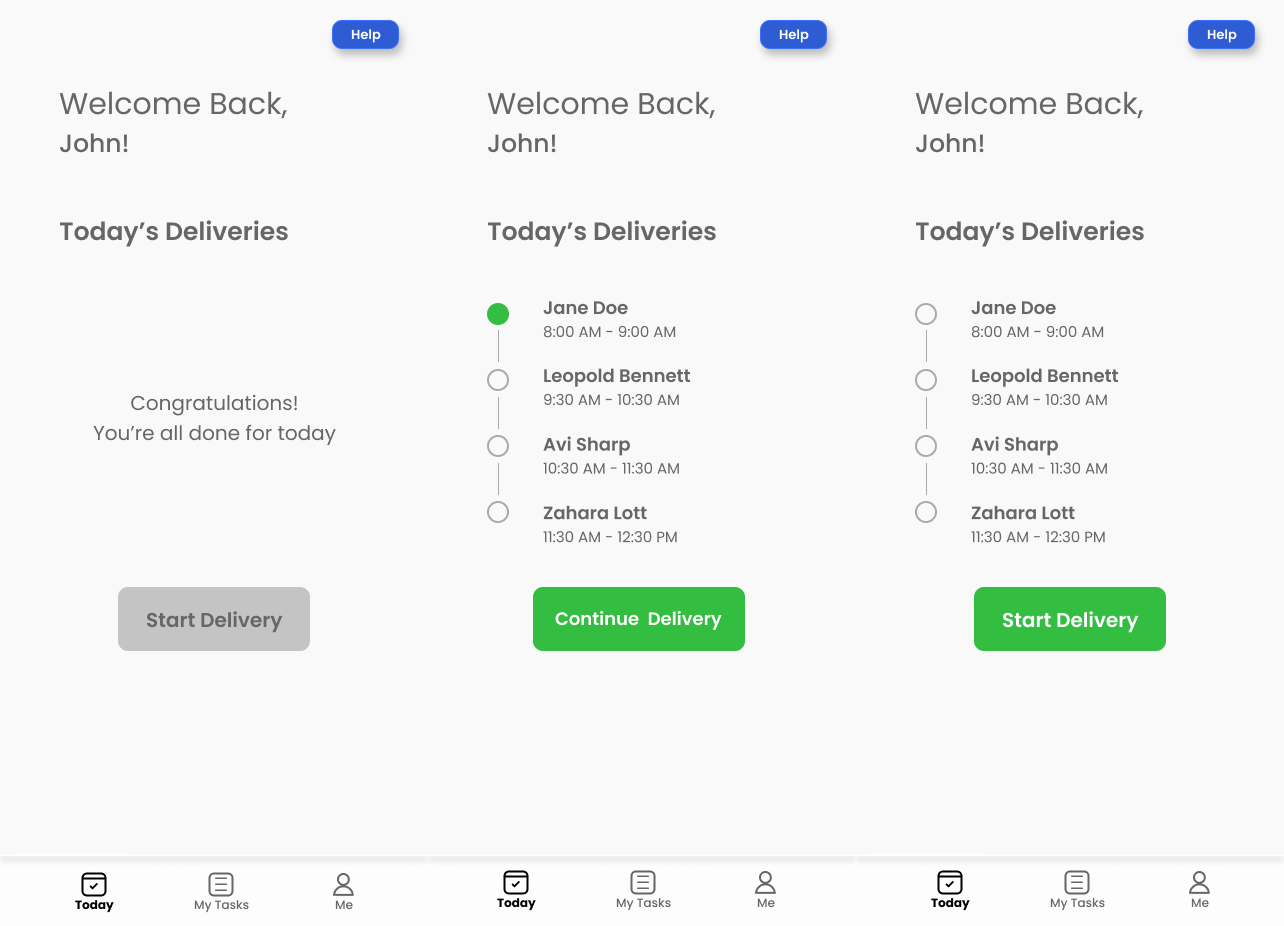 Help
Welcome Back,
John!
Today’s Deliveries
Congratulations!
You’re all done for today
Start Delivery
Today
My Tasks
Me
Help
Welcome Back,
John!
Today’s Deliveries
Jane Doe
8:00 AM - 9:00 AM
Leopold Bennett
9:30 AM - 10:30 AM
Avi Sharp
10:30 AM - 11:30 AM
Zahara Lott
11:30 AM - 12:30 PM
Continue Delivery
Today
My Tasks
Me
Help
Welcome Back,
John!
Today’s Deliveries
Jane Doe
8:00 AM - 9:00 AM
Leopold Bennett
9:30 AM - 10:30 AM
Avi Sharp
10:30 AM - 11:30 AM
Zahara Lott
11:30 AM - 12:30 PM
Start Delivery
Today
My Tasks
Me